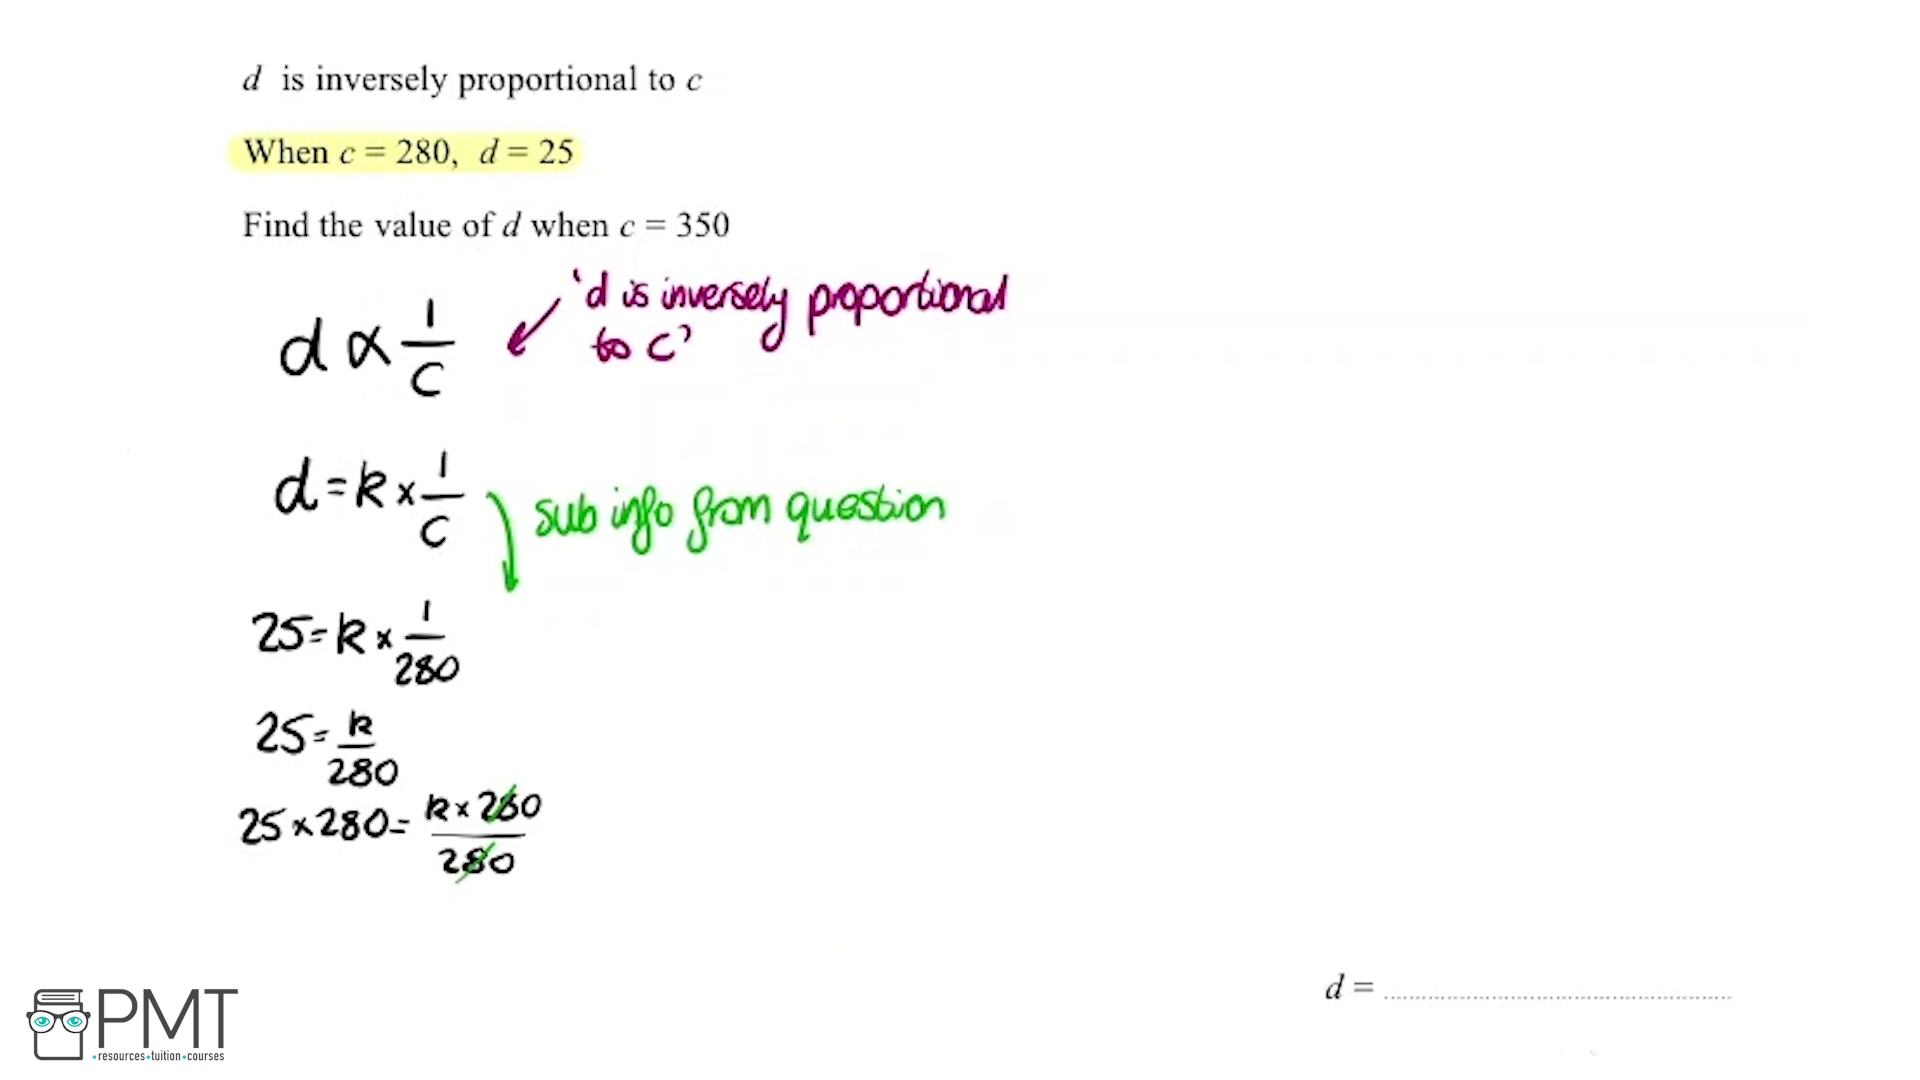 d is inversely proportional to c
When c = 280, d = 25
Find the value of d when c = 350
d ∝ 1/c
'd is inversely proportional
to c'
d = k × 1/c
sub info from question
25 = k × 1/280
25 = k/280
25 × 280 = k × 280/280
d = ........................................
PMT
•resources•tuition•courses